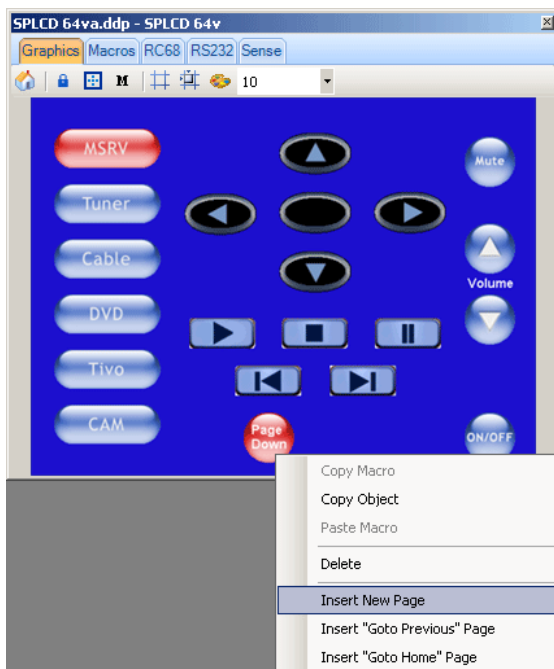 SPLCD 64va.ddp - SPLCD 64v
Graphics Macros RC68 RS232 Sense
M 10
MSRV
Mute
Tuner
Cable
Volume
DVD
Tivo
CAM
Page
Down
ON/OFF
Copy Macro
Copy Object
Paste Macro
Delete
Insert New Page
Insert "Goto Previous" Page
Insert "Goto Home" Page